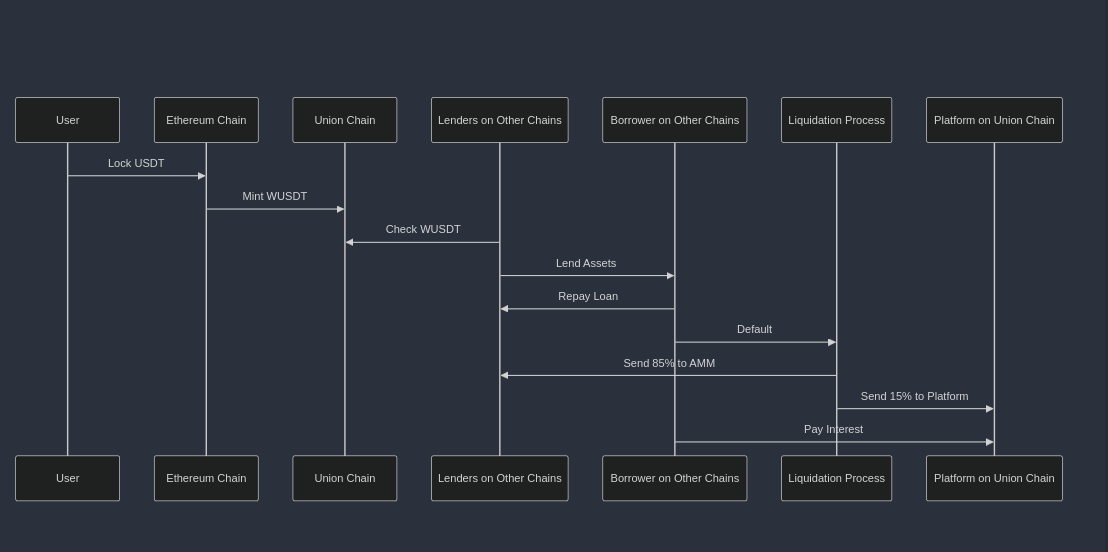 User
Ethereum Chain
Union Chain
Lenders on Other Chains
Borrower on Other Chains
Liquidation Process
Platform on Union Chain
Lock USDT
Mint WUSDT
Check WUSDT
Lend Assets
Repay Loan
Default
Send 85% to AMM
Send 15% to Platform
Pay Interest
User
Ethereum Chain
Union Chain
Lenders on Other Chains
Borrower on Other Chains
Liquidation Process
Platform on Union Chain